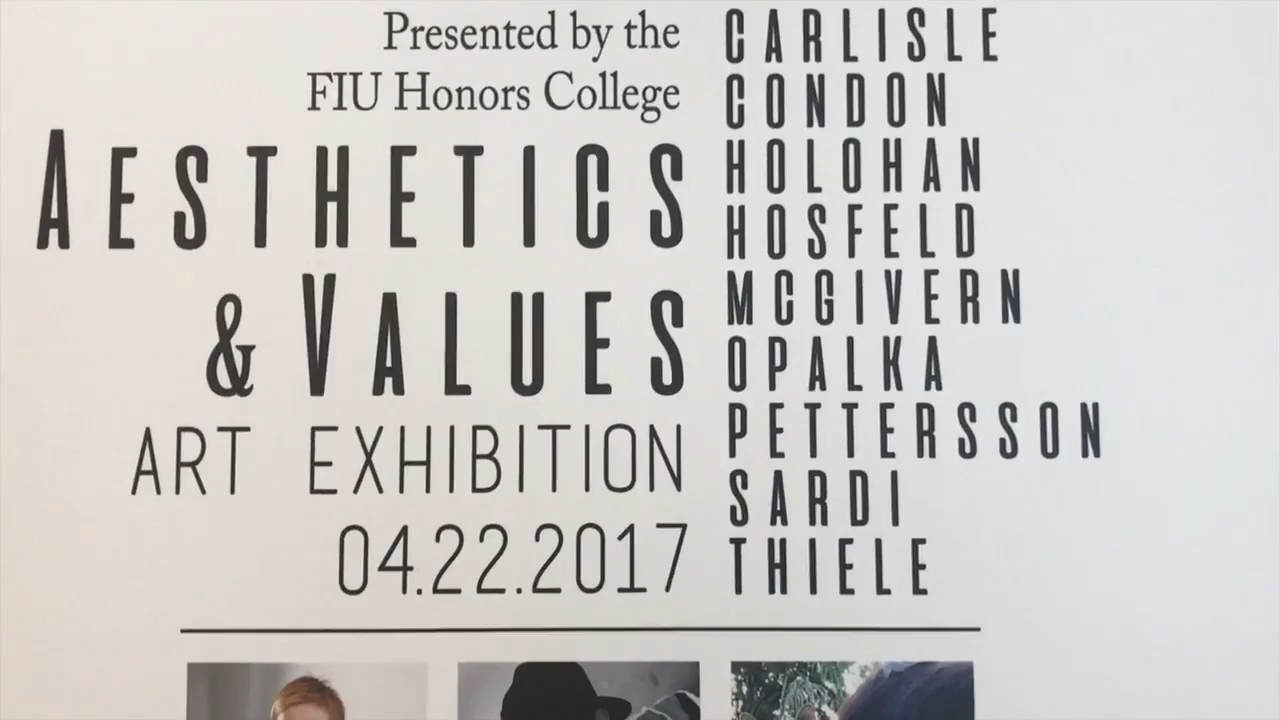 Presented by the
FIU Honors College
AESTHETICS
& VALUES
ART EXHIBITION
04.22.2017
CARLISLE
CONDON
HOLOHAN
HOSFELD
MCGIVERN
OPALKA
PETTERSSON
SARDI
THIELE